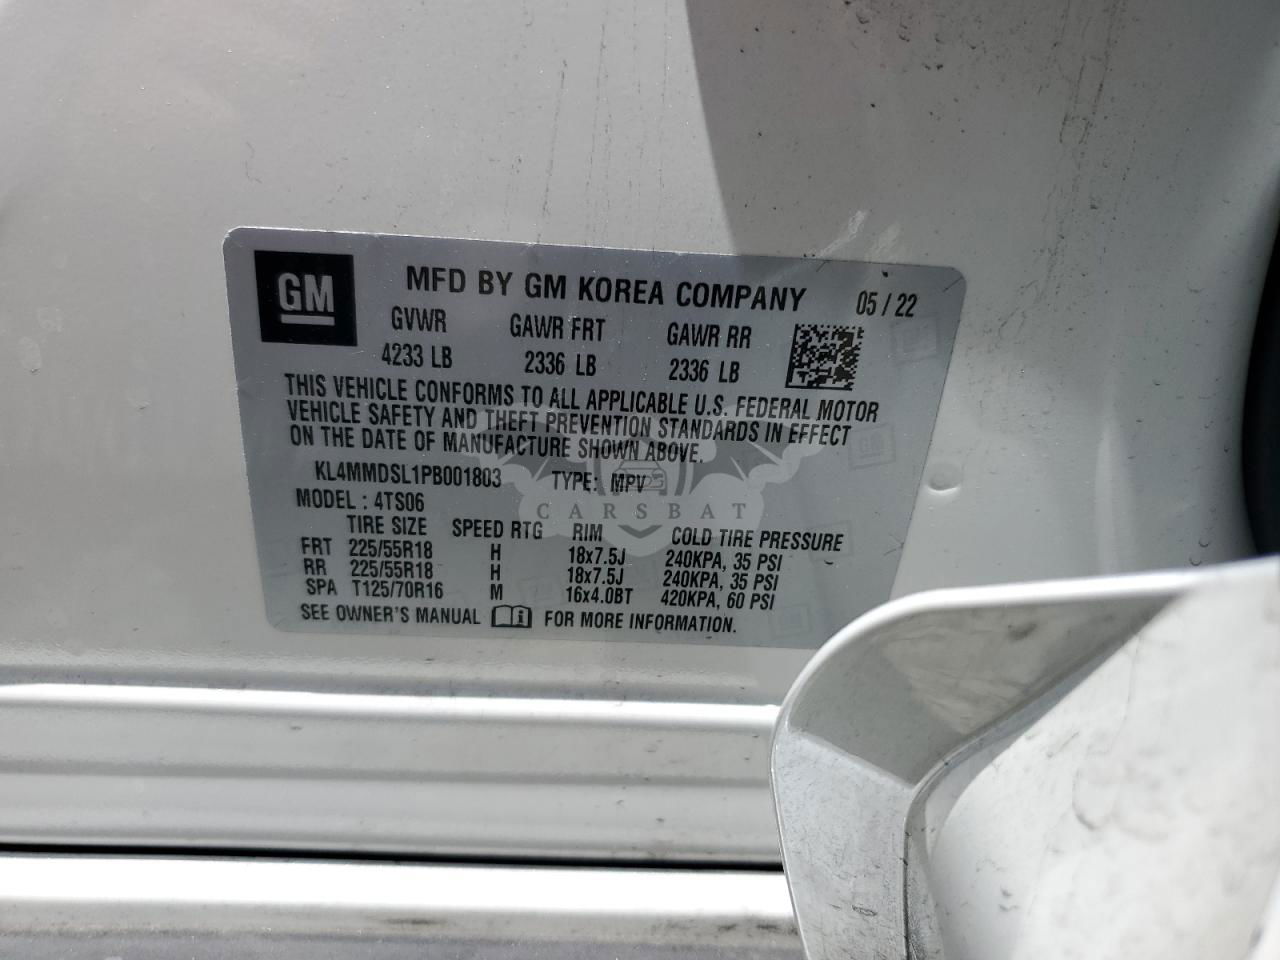 GM
MFD BY GM KOREA COMPANY 05 / 22
GVWR GAWR FRT GAWR RR
4233 LB 2336 LB 2336 LB
THIS VEHICLE CONFORMS TO ALL APPLICABLE U.S. FEDERAL MOTOR
VEHICLE SAFETY AND THEFT PREVENTION STANDARDS IN EFFECT
ON THE DATE OF MANUFACTURE SHOWN ABOVE.
KL4MMDSL1PB001803 TYPE: MPV
MODEL : 4TS06
CARSBAT
TIRE SIZE SPEED RTG RIM COLD TIRE PRESSURE
FRT 225/55R18 H 18x7.5J 240KPA, 35 PSI
RR 225/55R18 H 18x7.5J 240KPA, 35 PSI
SPA T125/70R16 M 16x4.0BT 420KPA, 60 PSI
SEE OWNER'S MANUAL FOR MORE INFORMATION.